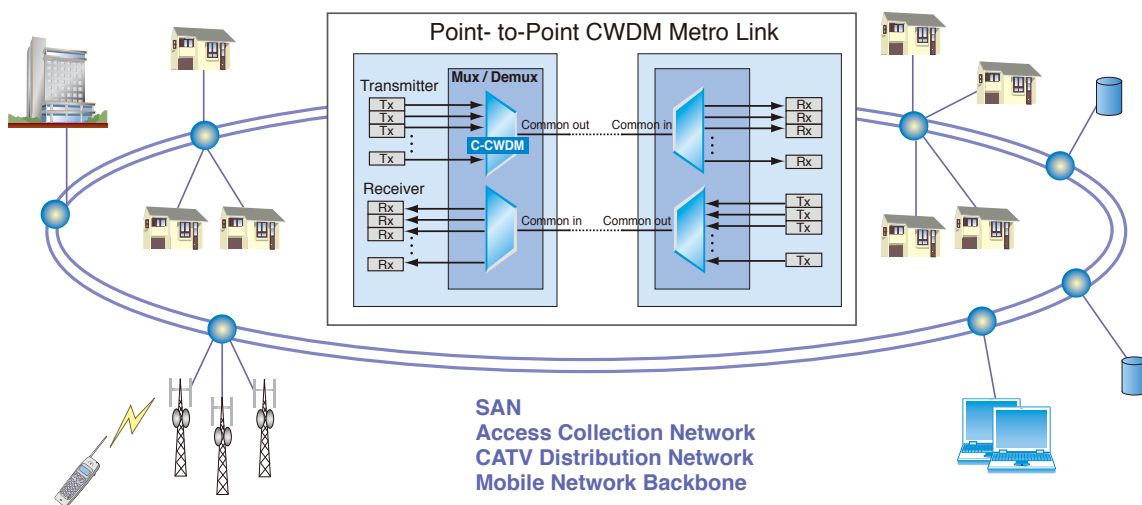 Point- to-Point CWDM Metro Link
Transmitter
Mux / Demux
Tx
Tx
Tx
Tx
C-CWDM
Common out
Common in
Rx
Rx
Rx
Rx
Receiver
Rx
Rx
Rx
Rx
Common in
Common out
Tx
Tx
Tx
Tx
SAN
Access Collection Network
CATV Distribution Network
Mobile Network Backbone